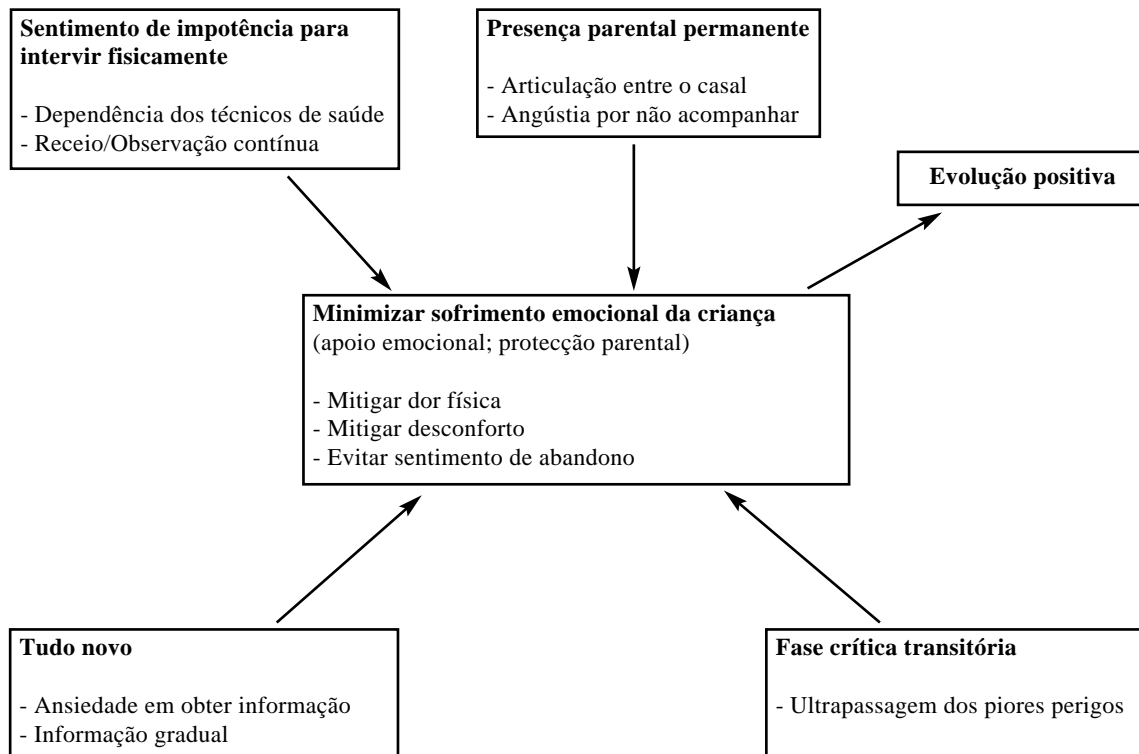 Sentimento de impotência para
intervir fisicamente
- Dependência dos técnicos de saúde
- Receio/Observação contínua
Presença parental permanente
- Articulação entre o casal
- Angústia por não acompanhar
Evolução positiva
Minimizar sofrimento emocional da criança
(apoio emocional; protecção parental)
- Mitigar dor física
- Mitigar desconforto
- Evitar sentimento de abandono
Tudo novo
- Ansiedade em obter informação
- Informação gradual
Fase crítica transitória
- Ultrapassagem dos piores perigos